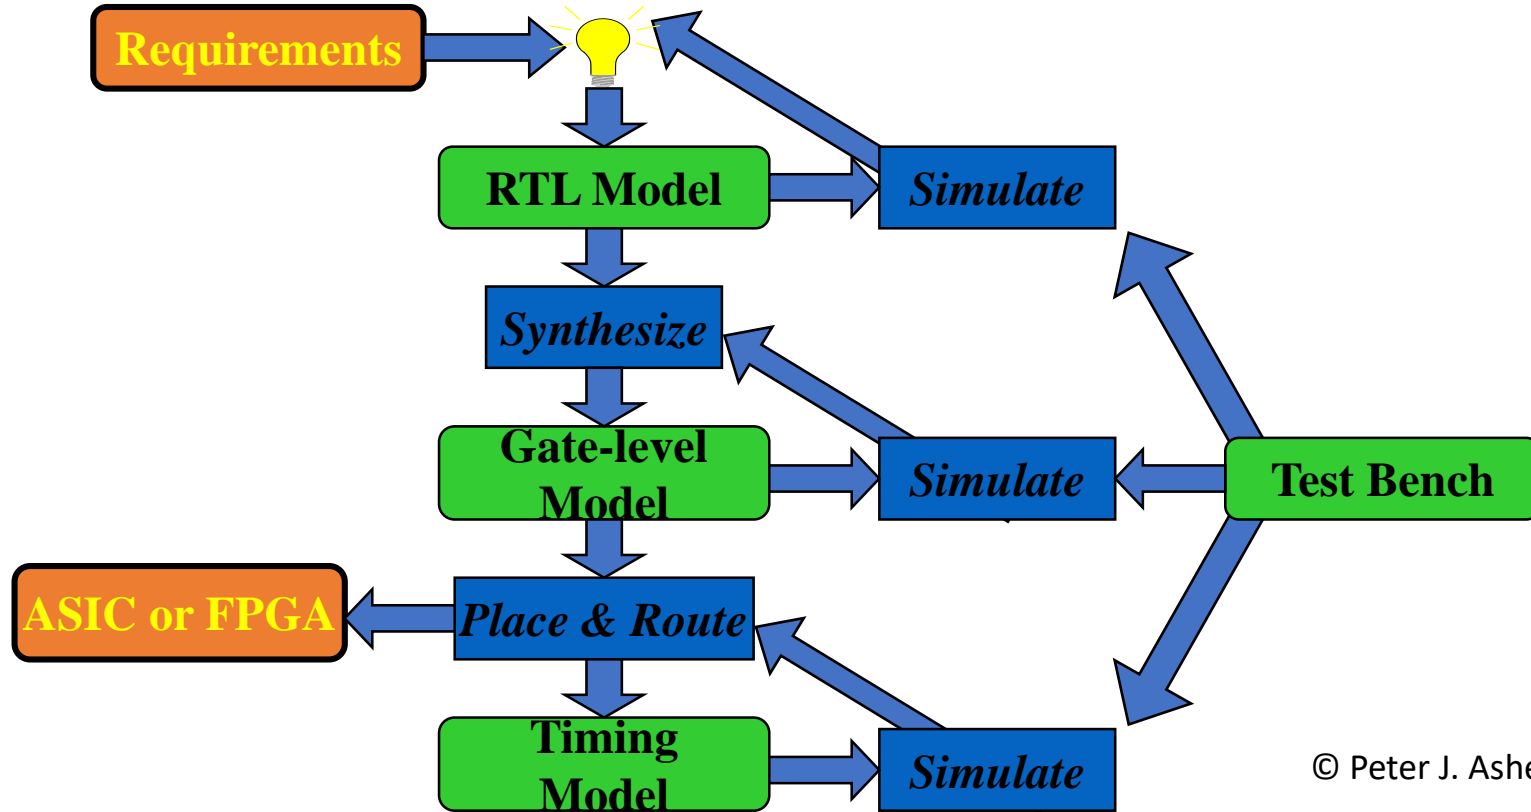 Requirements
RTL Model
Simulate
Synthesize
Gate-level
Model
Simulate
Test Bench
ASIC or FPGA
Place & Route
Timing
Model
Simulate
© Peter J. Ashe